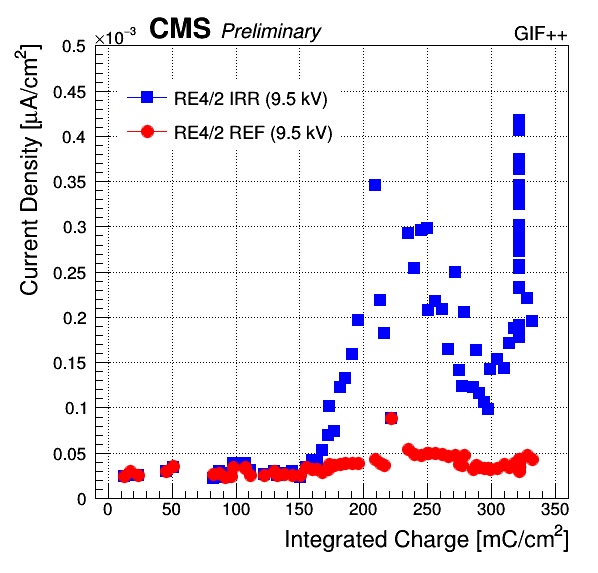 ×10⁻³ CMS Preliminary GIF++
Current Density [μA/cm²]
0.5
0.45
0.4
0.35
0.3
0.25
0.2
0.15
0.1
0.05
0
RE4/2 IRR (9.5 kV)
RE4/2 REF (9.5 kV)
0 50 100 150 200 250 300 350
Integrated Charge [mC/cm²]